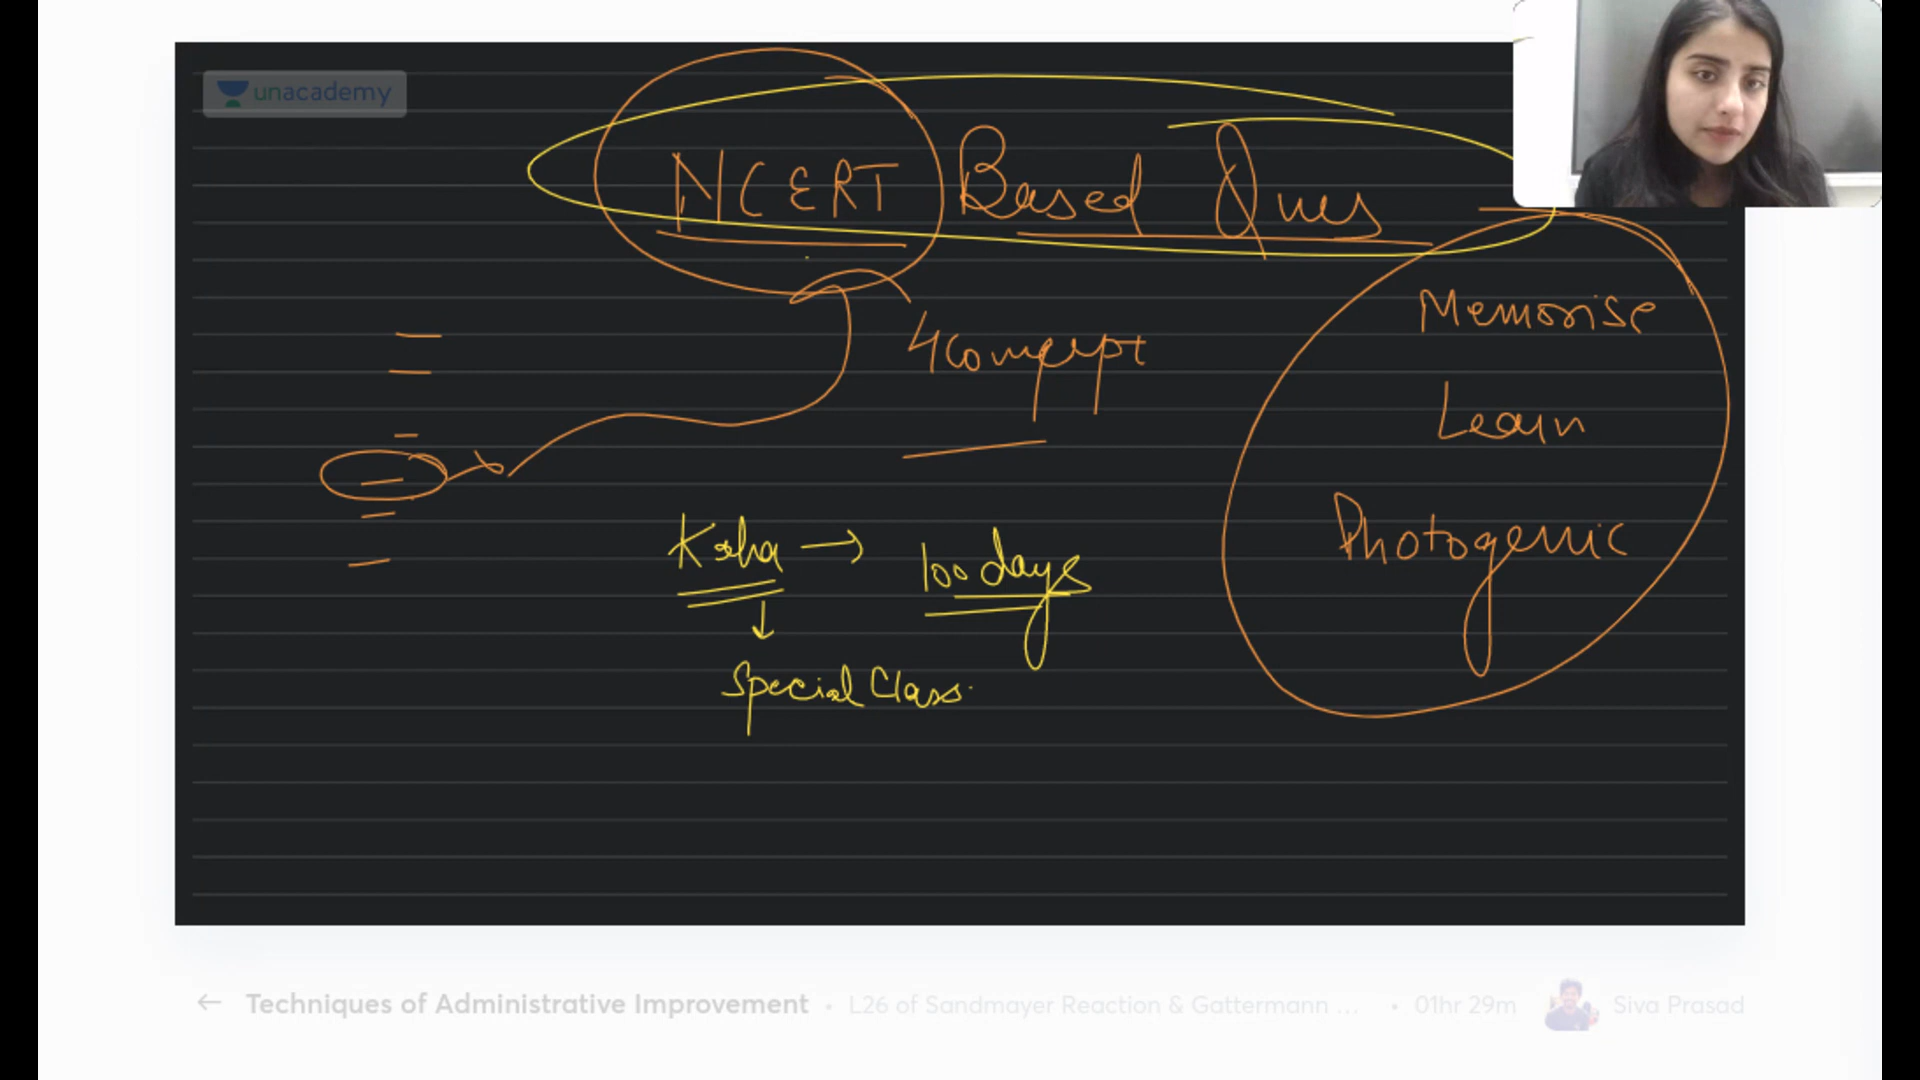 unacademy
NCERT Based Ques
Memorise
4 Concept
Learn
Photogenic
Ksha → 100 days
↓
Special Class
← Techniques of Administrative Improvement • L26 of Sandmayer Reaction & Gattermann ... • 01hr 29m Siva Prasad